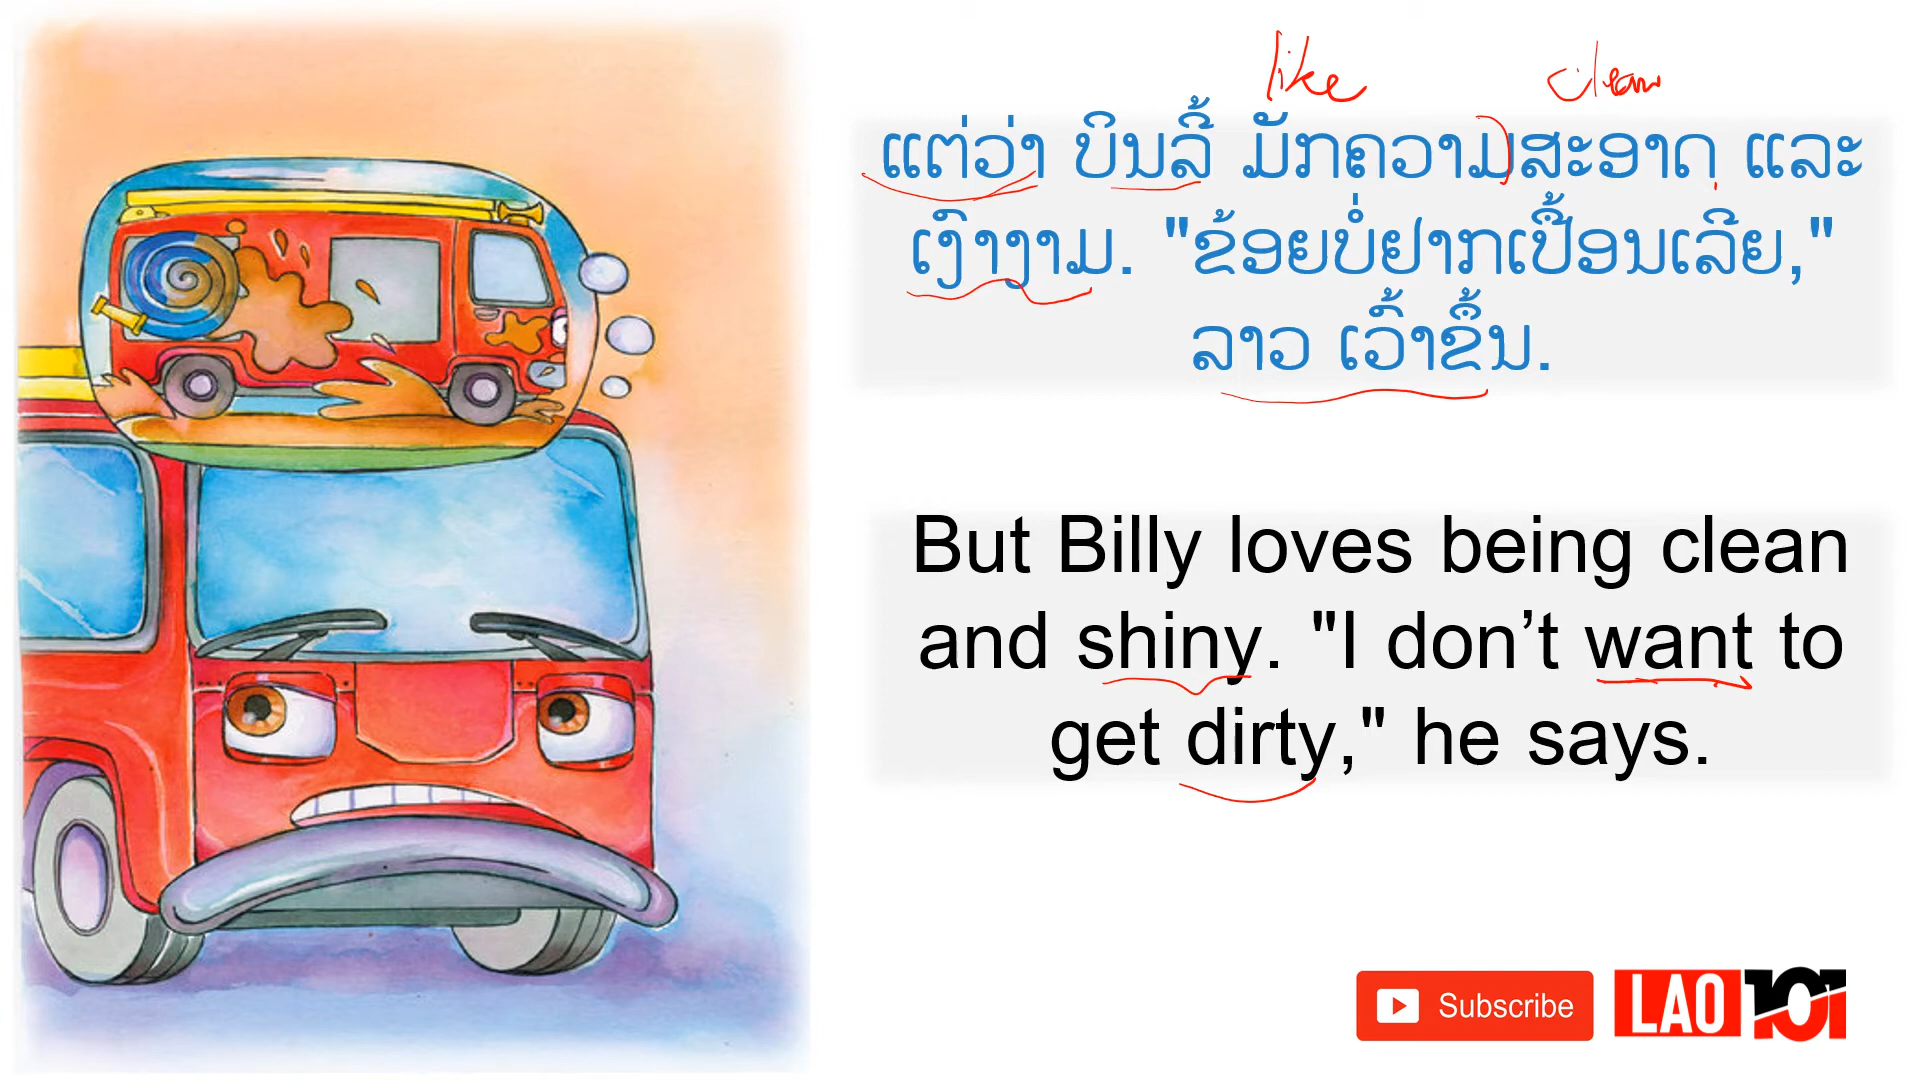 like clean
ແຕ່ວ່າ ບິນລີ້ ມັກຄວາມສະອາດ ແລະ
ເງົາງາມ. "ຂ້ອຍບໍ່ຢາກເປື້ອນເລີຍ,"
ລາວ ເວົ້າຂຶ້ນ.
But Billy loves being clean
and shiny. "I don’t want to
get dirty," he says.
Subscribe
LAO 101